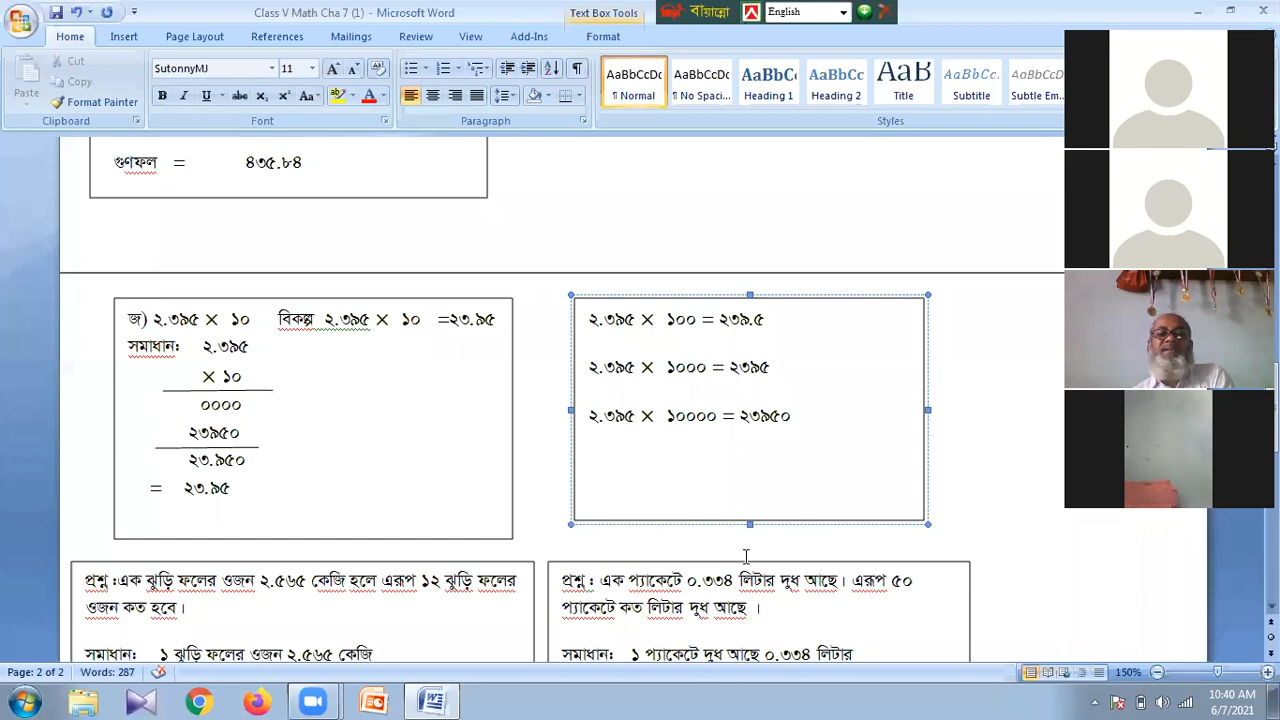 Class V Math Cha 7 (1) - Microsoft Word
Text Box Tools
বায়ান্নো
English
Home Insert Page Layout References Mailings Review View Add-Ins Format
Cut
Copy
Format Painter
Paste
Clipboard
SutonnyMJ 11
Font
Paragraph
AaBbCcDc AaBbCcDc AaBbC AaBbCc AaB AaBbCc. AaBbCcDc
¶ Normal ¶ No Spaci... Heading 1 Heading 2 Title Subtitle Subtle Em...
Styles
গুণফল = ৪৩৫.৮৪
জ) ২.৩৯৫ × ১০ বিকল্প ২.৩৯৫ × ১০ =২৩.৯৫
সমাধান: ২.৩৯৫
× ১০
০০০০
২৩৯৫০
২৩.৯৫০
= ২৩.৯৫
২.৩৯৫ × ১০০ = ২৩৯.৫
২.৩৯৫ × ১০০০ = ২৩৯৫
২.৩৯৫ × ১০০০০ = ২৩৯৫০
প্রশ্ন :এক ঝুড়ি ফলের ওজন ২.৫৬৫ কেজি হলে এরূপ ১২ ঝুড়ি ফলের
ওজন কত হবে।
সমাধান: ১ ঝুড়ি ফলের ওজন ২.৫৬৫ কেজি
প্রশ্ন : এক প্যাকেটে ০.৩৩৪ লিটার দুধ আছে। এরূপ ৫০
প্যাকেটে কত লিটার দুধ আছে ।
সমাধান: ১ প্যাকেটে দুধ আছে ০.৩৩৪ লিটার
Page: 2 of 2 Words: 287
150%
10:40 AM
6/7/2021